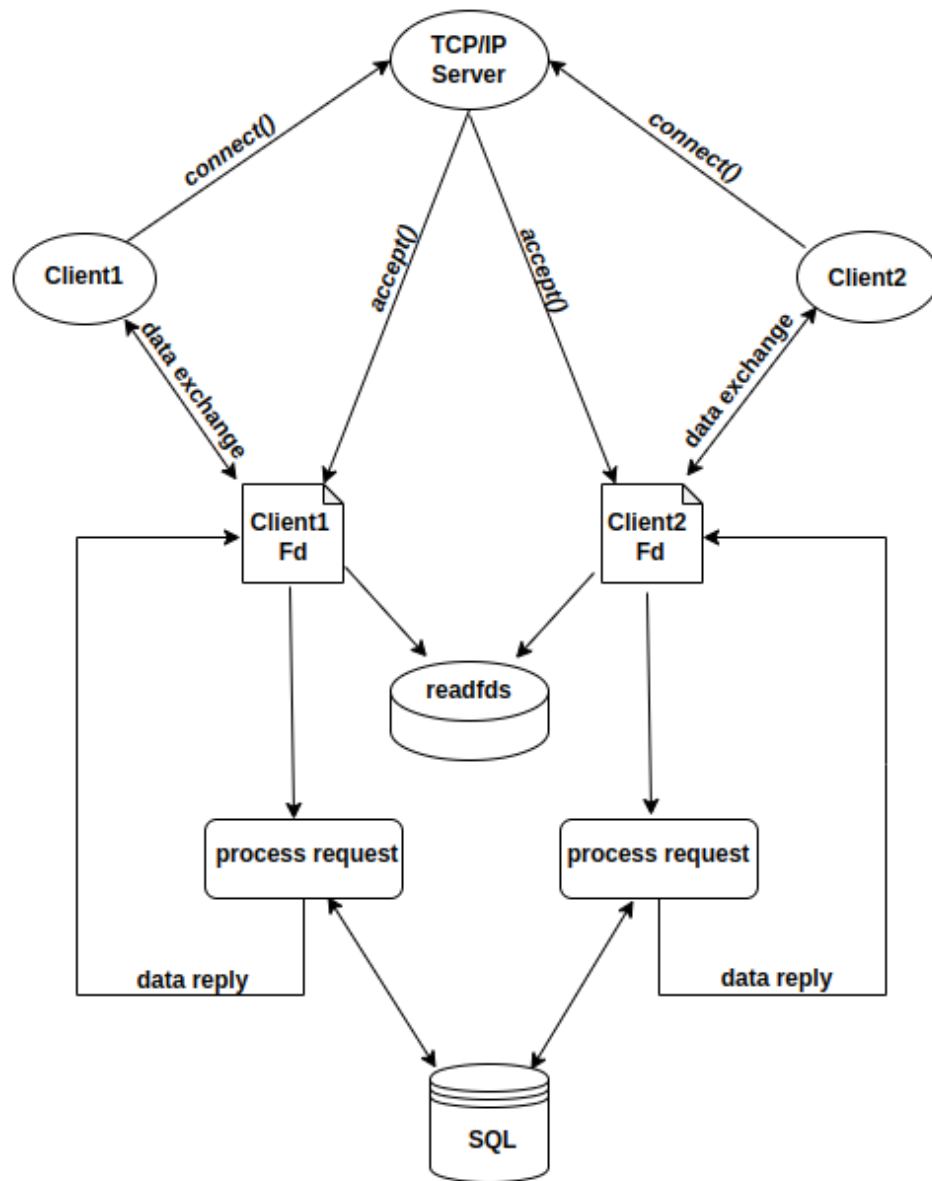 TCP/IP
Server
connect()
connect()
accept()
accept()
Client1
Client2
data exchange
data exchange
Client1
Fd
Client2
Fd
readfds
process request
process request
data reply
data reply
SQL